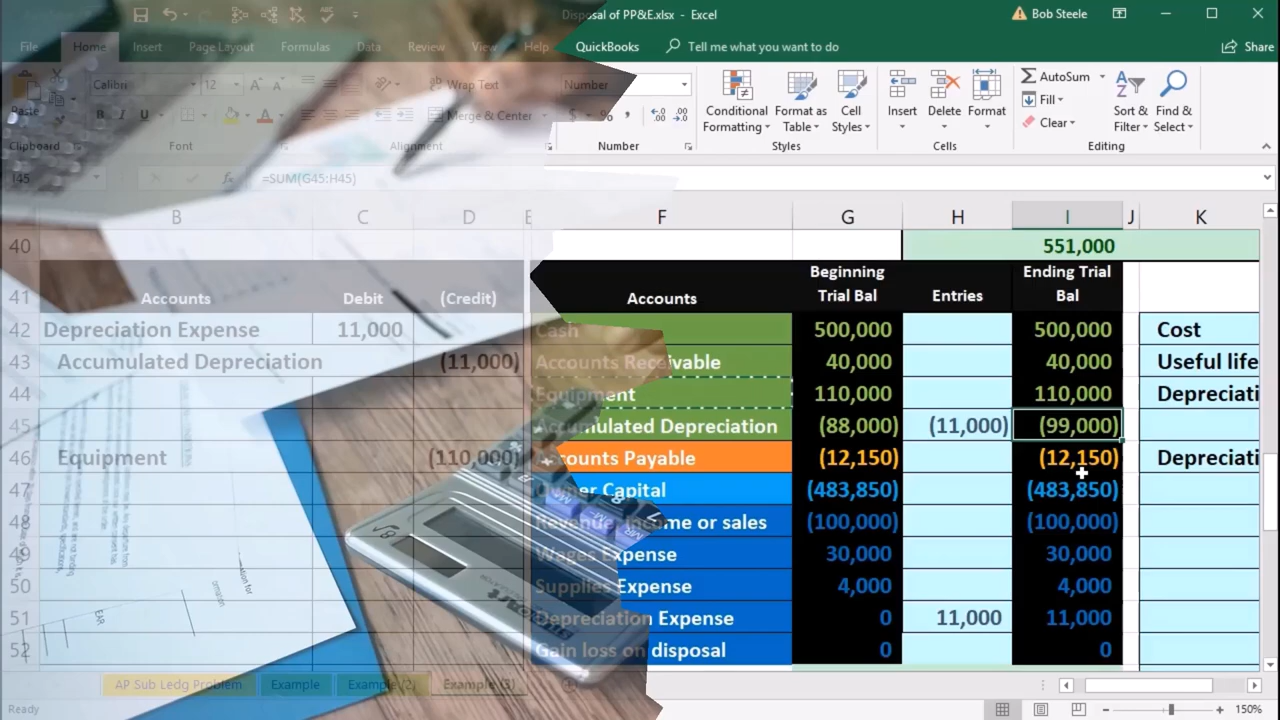 Disposal of PP&E.xlsx - Excel
Bob Steele
File Home Insert Page Layout Formulas Data Review View Help QuickBooks Tell me what you want to do Share
Paste
Calibri 12
Wrap Text
Merge & Center
Number
Conditional Formatting
Format as Table
Cell Styles
Insert Delete Format
AutoSum
Fill
Clear
Sort & Filter
Find & Select
Clipboard Font Alignment Number Styles Cells Editing
I45 fx =SUM(G45:H45)
B C D E F G H I J K
40 551,000
41 Accounts Debit (Credit) Accounts Beginning Trial Bal Entries Ending Trial Bal
42 Depreciation Expense 11,000 Cash 500,000 500,000 Cost
43 Accumulated Depreciation (11,000) Accounts Receivable 40,000 40,000 Useful life
44 Equipment 110,000 110,000 Depreciati
45 Accumulated Depreciation (88,000) (11,000) (99,000)
46 Equipment (110,000) Accounts Payable (12,150) (12,150) Depreciati
47 Owner Capital (483,850) (483,850)
48 Revenue, income or sales (100,000) (100,000)
49 Wages Expense 30,000 30,000
50 Supplies Expense 4,000 4,000
51 Depreciation Expense 0 11,000 11,000
52 Gain loss on disposal 0 0
AP Sub Ledg Problem Example Example (2) Example (3)
Ready 150%